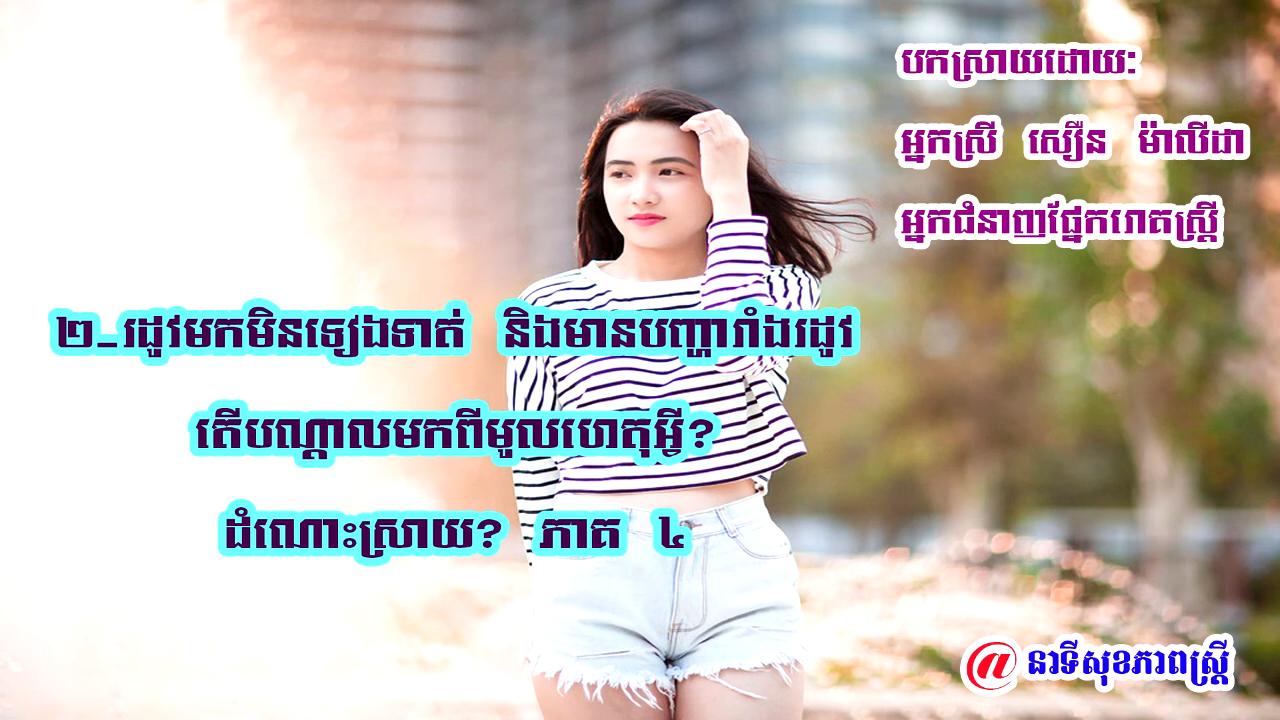 បកស្រាយដោយៈ
អ្នកស្រី សឿន ម៉ាលីដា
អ្នកជំនាញផ្នែករោគស្ត្រី
២_រដូវមកមិនទៀងទាត់ និងមានបញ្ហារាំងរដូវ
តើបណ្តាលមកពីមូលហេតុអ្វី?
ដំណោះស្រាយ? ភាគ ៤
@ នាទីសុខភាពស្ត្រី